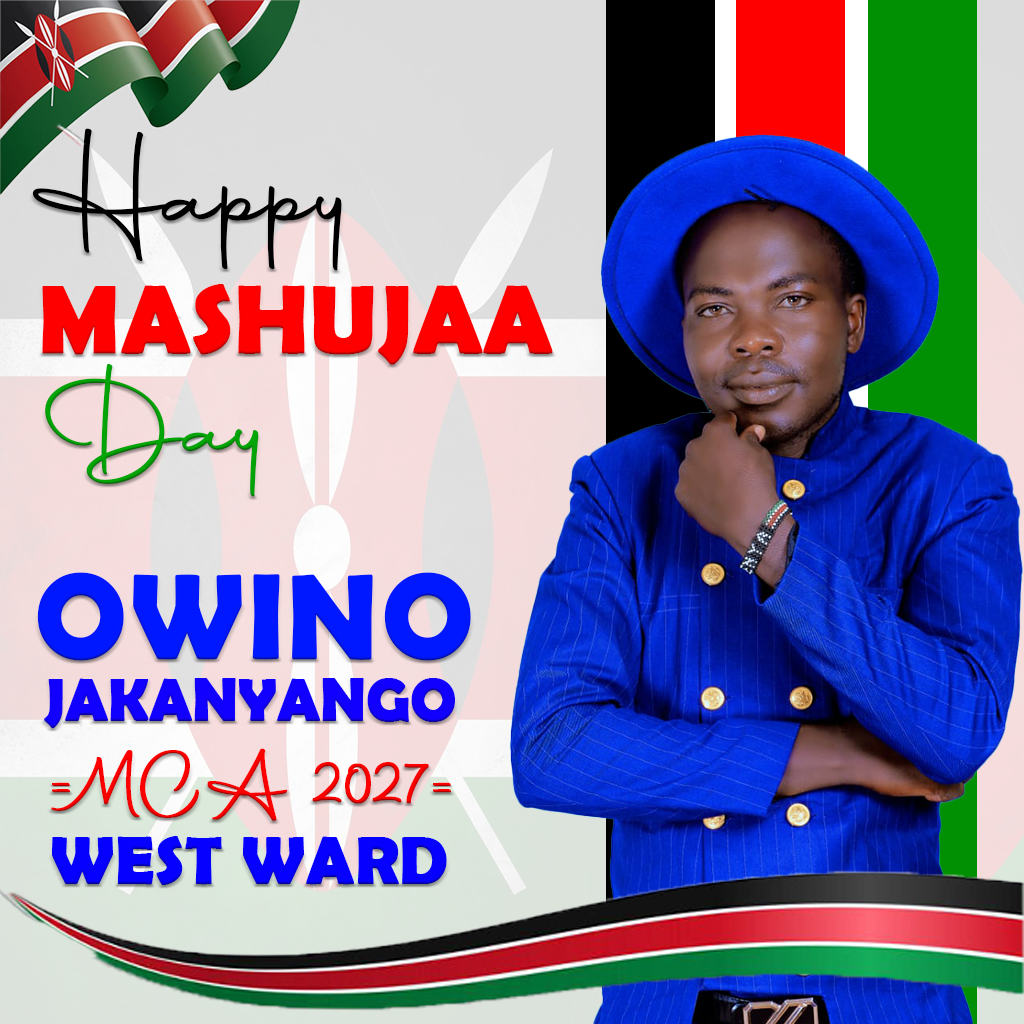 Happy
MASHUJAA
Day
OWINO
JAKANYANGO
=MCA 2027=
WEST WARD